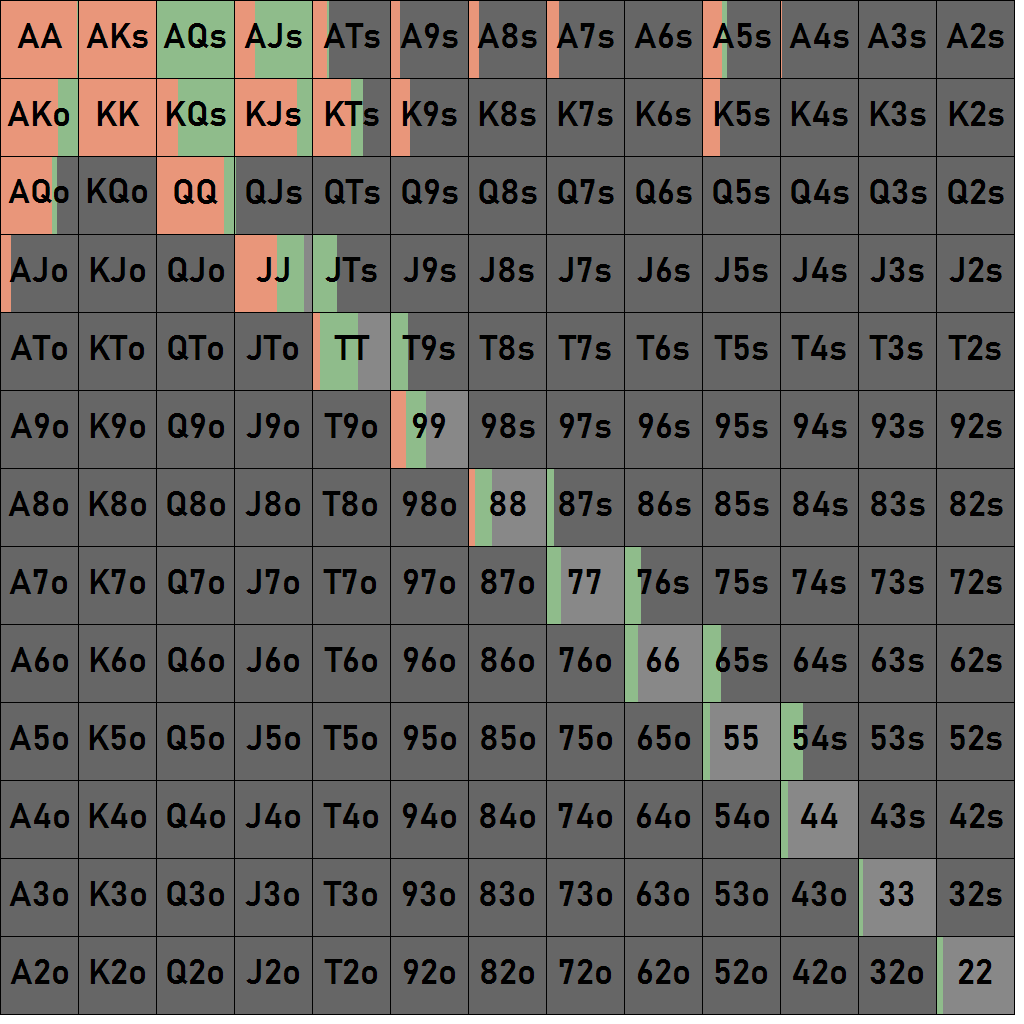 AA AKs AQs AJs ATs A9s A8s A7s A6s A5s A4s A3s A2s
AKo KK KQs KJs KTs K9s K8s K7s K6s K5s K4s K3s K2s
AQo KQo QQ QJs QTs Q9s Q8s Q7s Q6s Q5s Q4s Q3s Q2s
AJo KJo QJo JJ JTs J9s J8s J7s J6s J5s J4s J3s J2s
ATo KTo QTo JTo TT T9s T8s T7s T6s T5s T4s T3s T2s
A9o K9o Q9o J9o T9o 99 98s 97s 96s 95s 94s 93s 92s
A8o K8o Q8o J8o T8o 98o 88 87s 86s 85s 84s 83s 82s
A7o K7o Q7o J7o T7o 97o 87o 77 76s 75s 74s 73s 72s
A6o K6o Q6o J6o T6o 96o 86o 76o 66 65s 64s 63s 62s
A5o K5o Q5o J5o T5o 95o 85o 75o 65o 55 54s 53s 52s
A4o K4o Q4o J4o T4o 94o 84o 74o 64o 54o 44 43s 42s
A3o K3o Q3o J3o T3o 93o 83o 73o 63o 53o 43o 33 32s
A2o K2o Q2o J2o T2o 92o 82o 72o 62o 52o 42o 32o 22